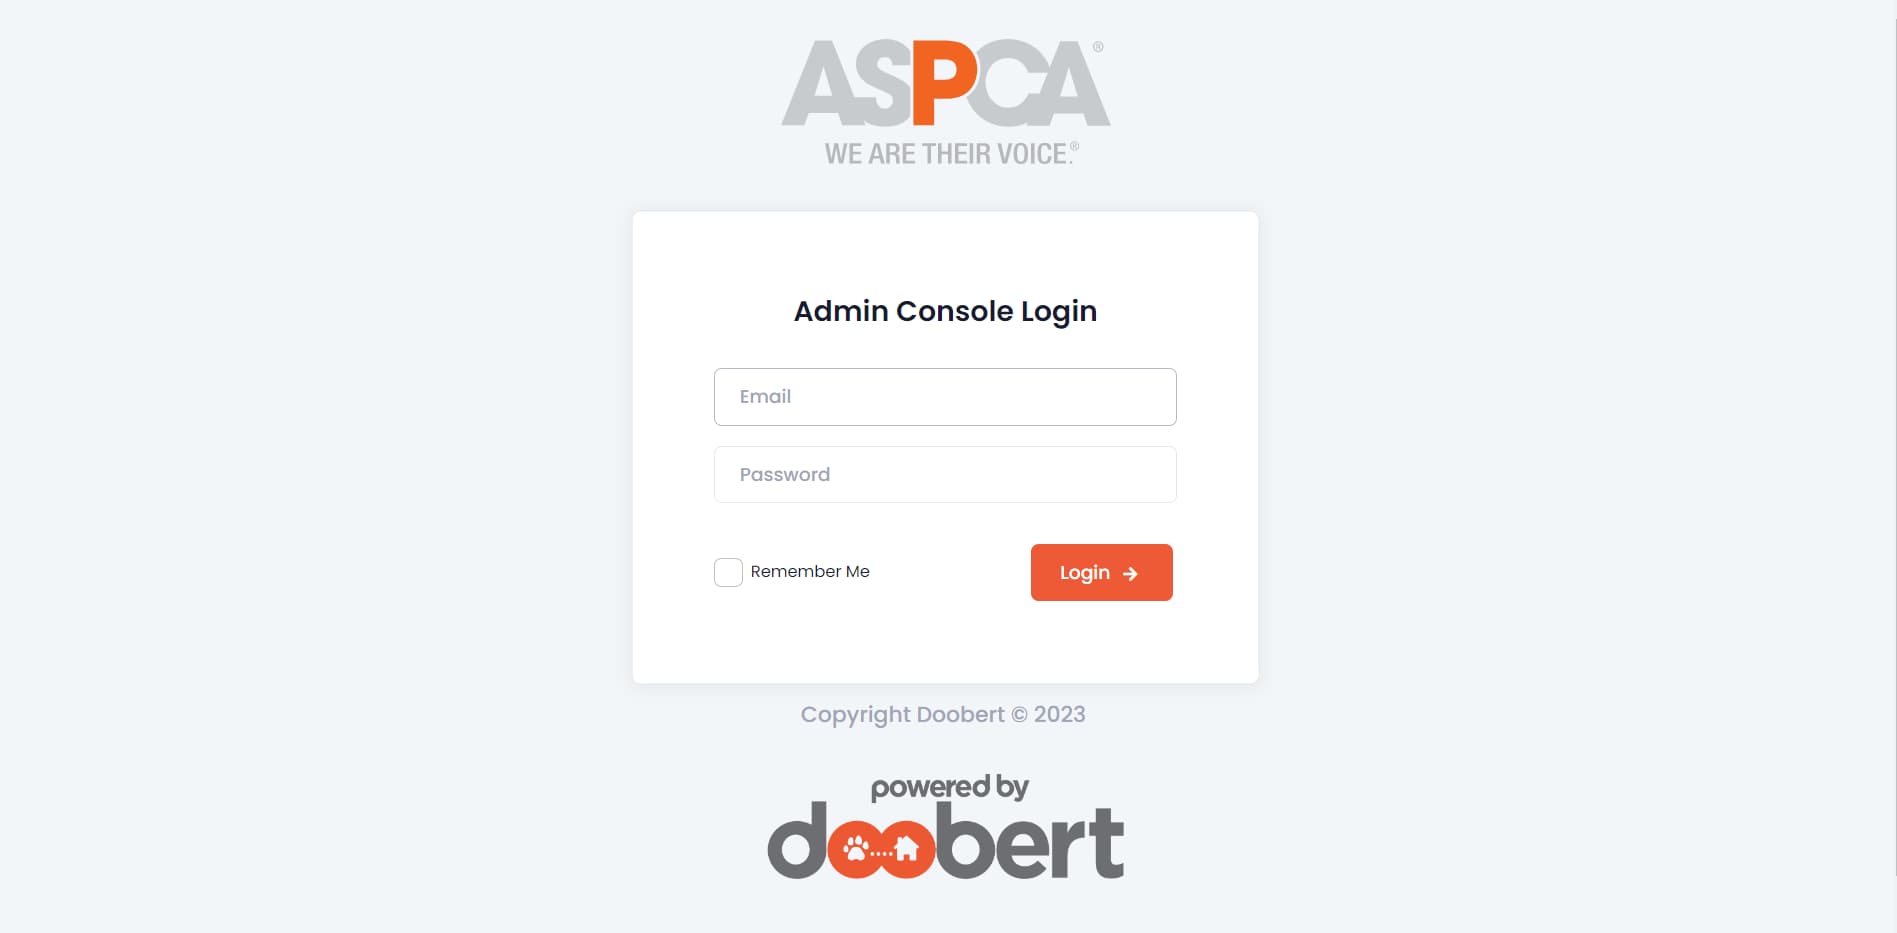 ASPCA®
WE ARE THEIR VOICE.®
Admin Console Login
Email
Password
Remember Me
Login
Copyright Doobert © 2023
powered by
doobert